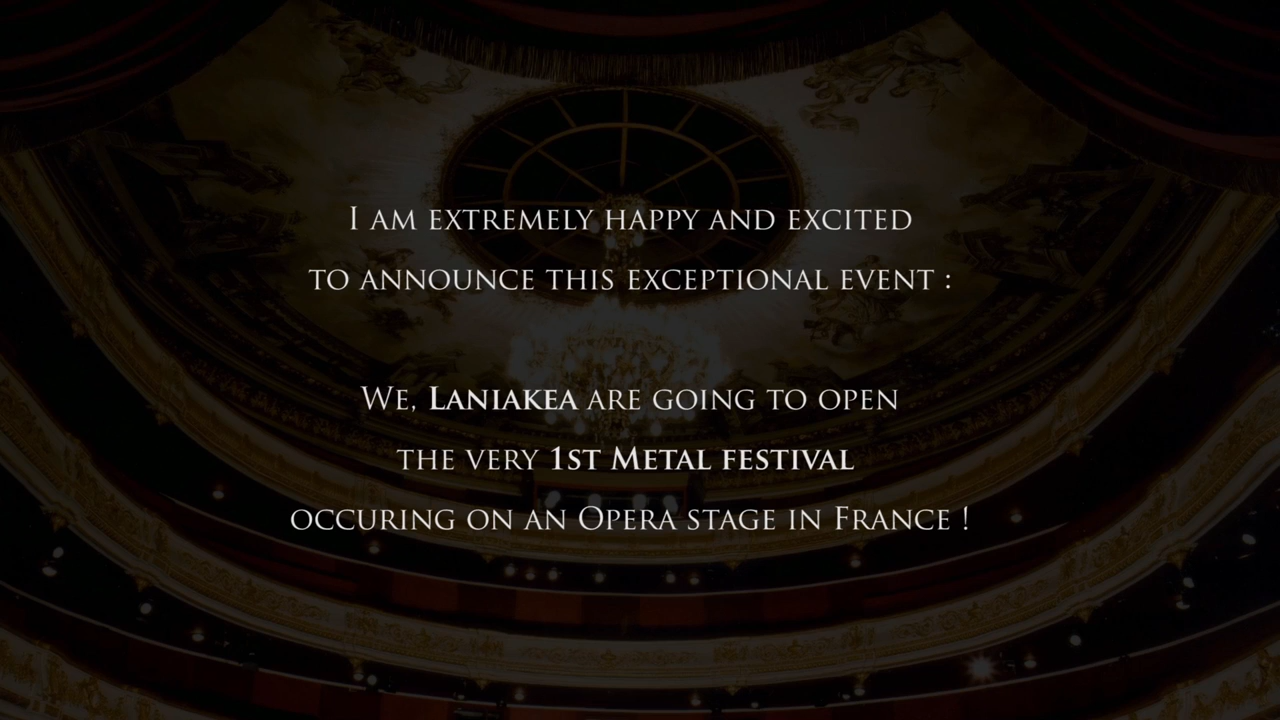 I am extremely happy and excited
to announce this exceptional event :
We, Laniakea are going to open
the very 1st Metal festival
occuring on an Opera stage in France !